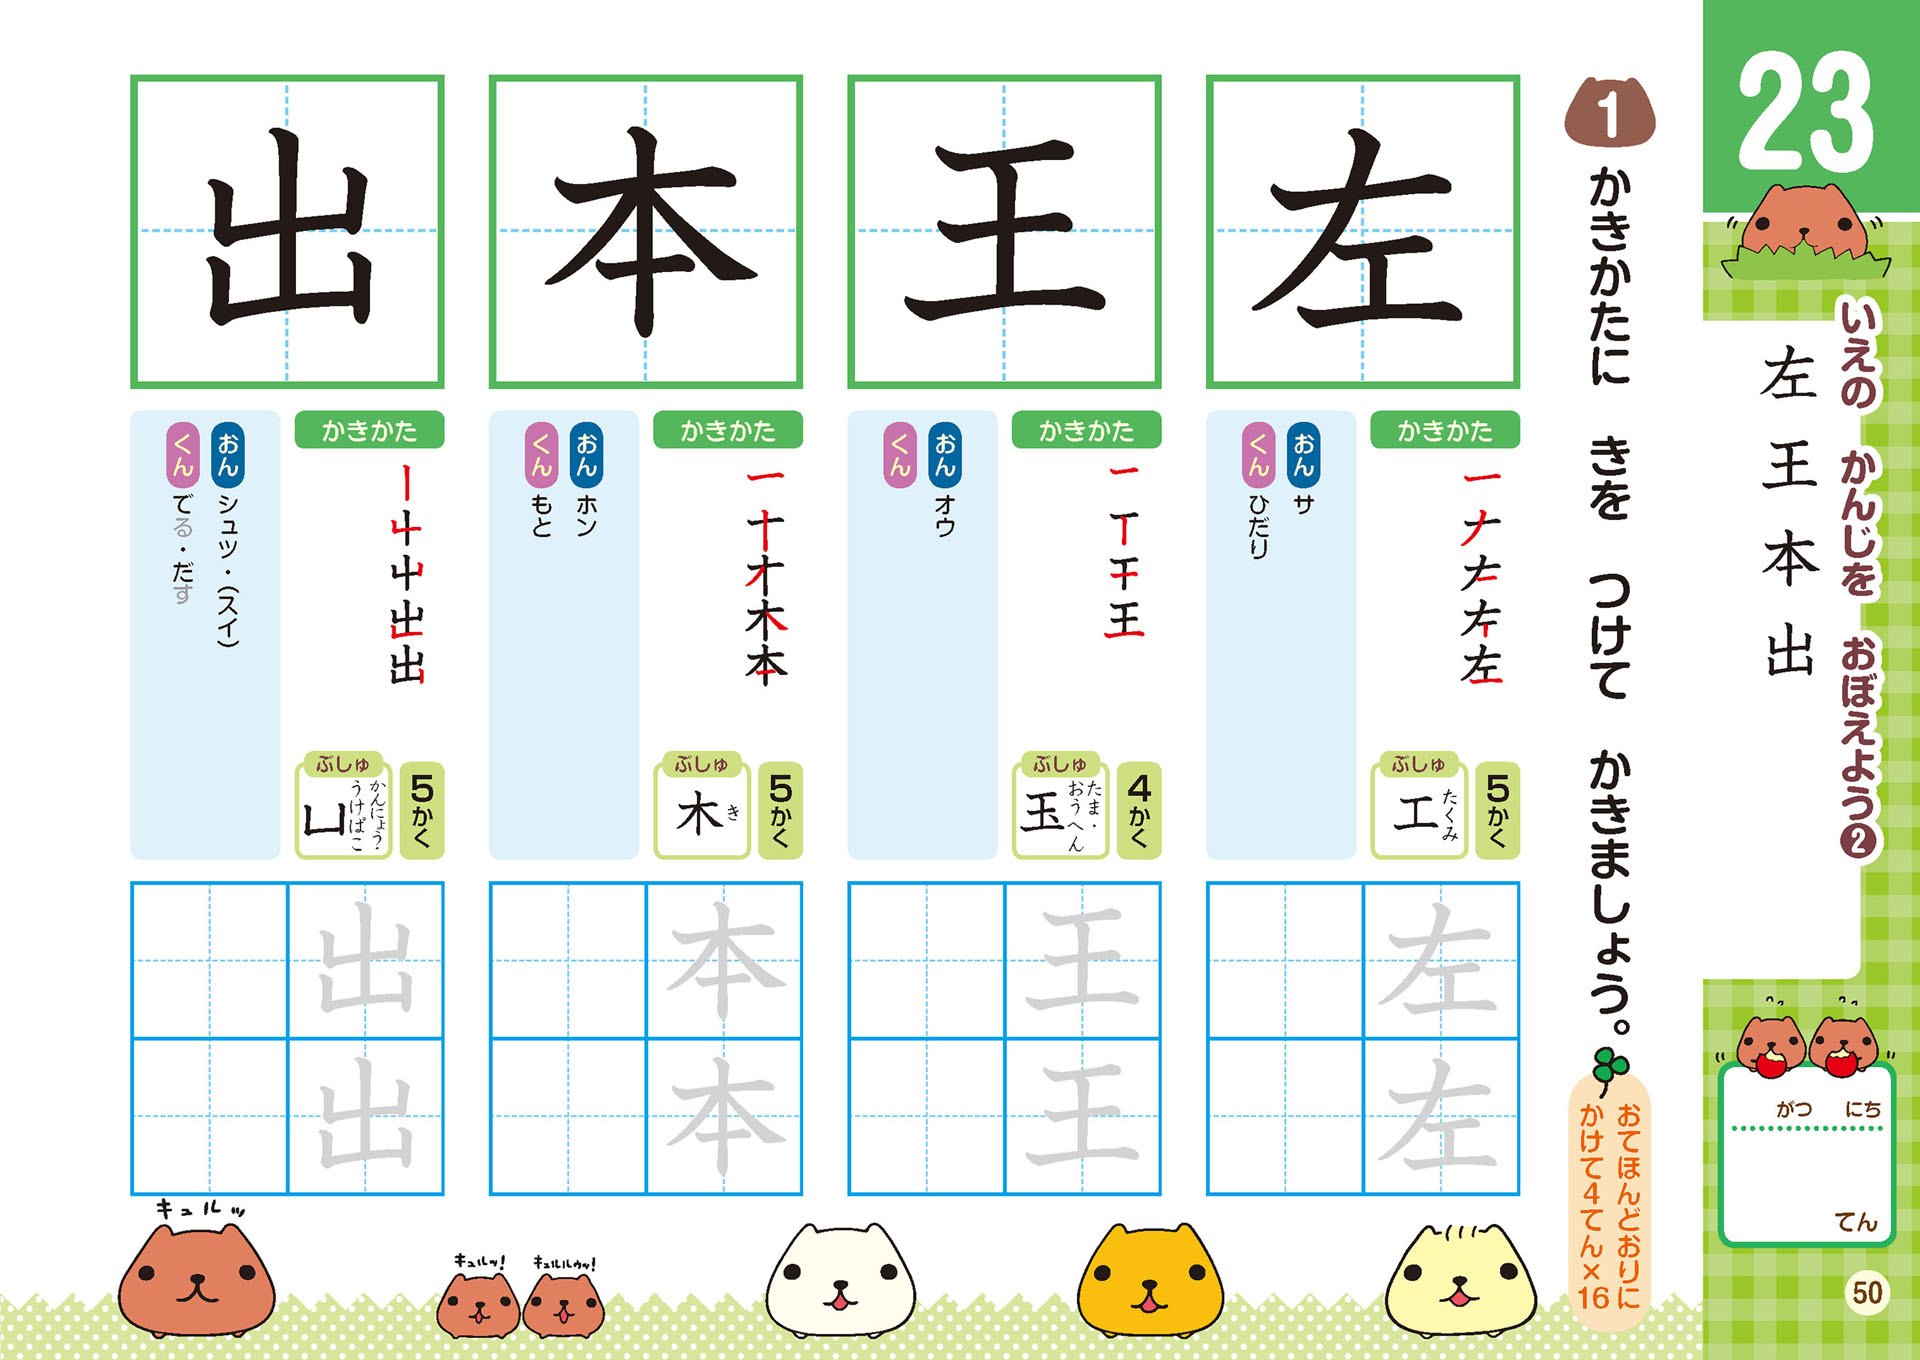 23
いえの かんじを おぼえよう❷
左 王 本 出
がつ にち
てん
50
1 かきかたに きを つけて かきましょう。
おてほんどおりに
かけて4てん×16
左
かきかた
一ナ左左左
5かく
ぶしゅ
工
たくみ
おん サ
くん ひだり
左
左
王
かきかた
一丁干王
4かく
ぶしゅ
玉
たま・
おうへん
おん オウ
くん
王
王
本
かきかた
一十才木本
5かく
ぶしゅ
木
き
おん ホン
くん もと
本
本
出
かきかた
丨屮屮出出
5かく
ぶしゅ
凵
かんにょう・
うけばこ
おん シュツ・(スイ)
くん でる・だす
出
出
キュルッ
キュルッ!
キュルルゥッ!